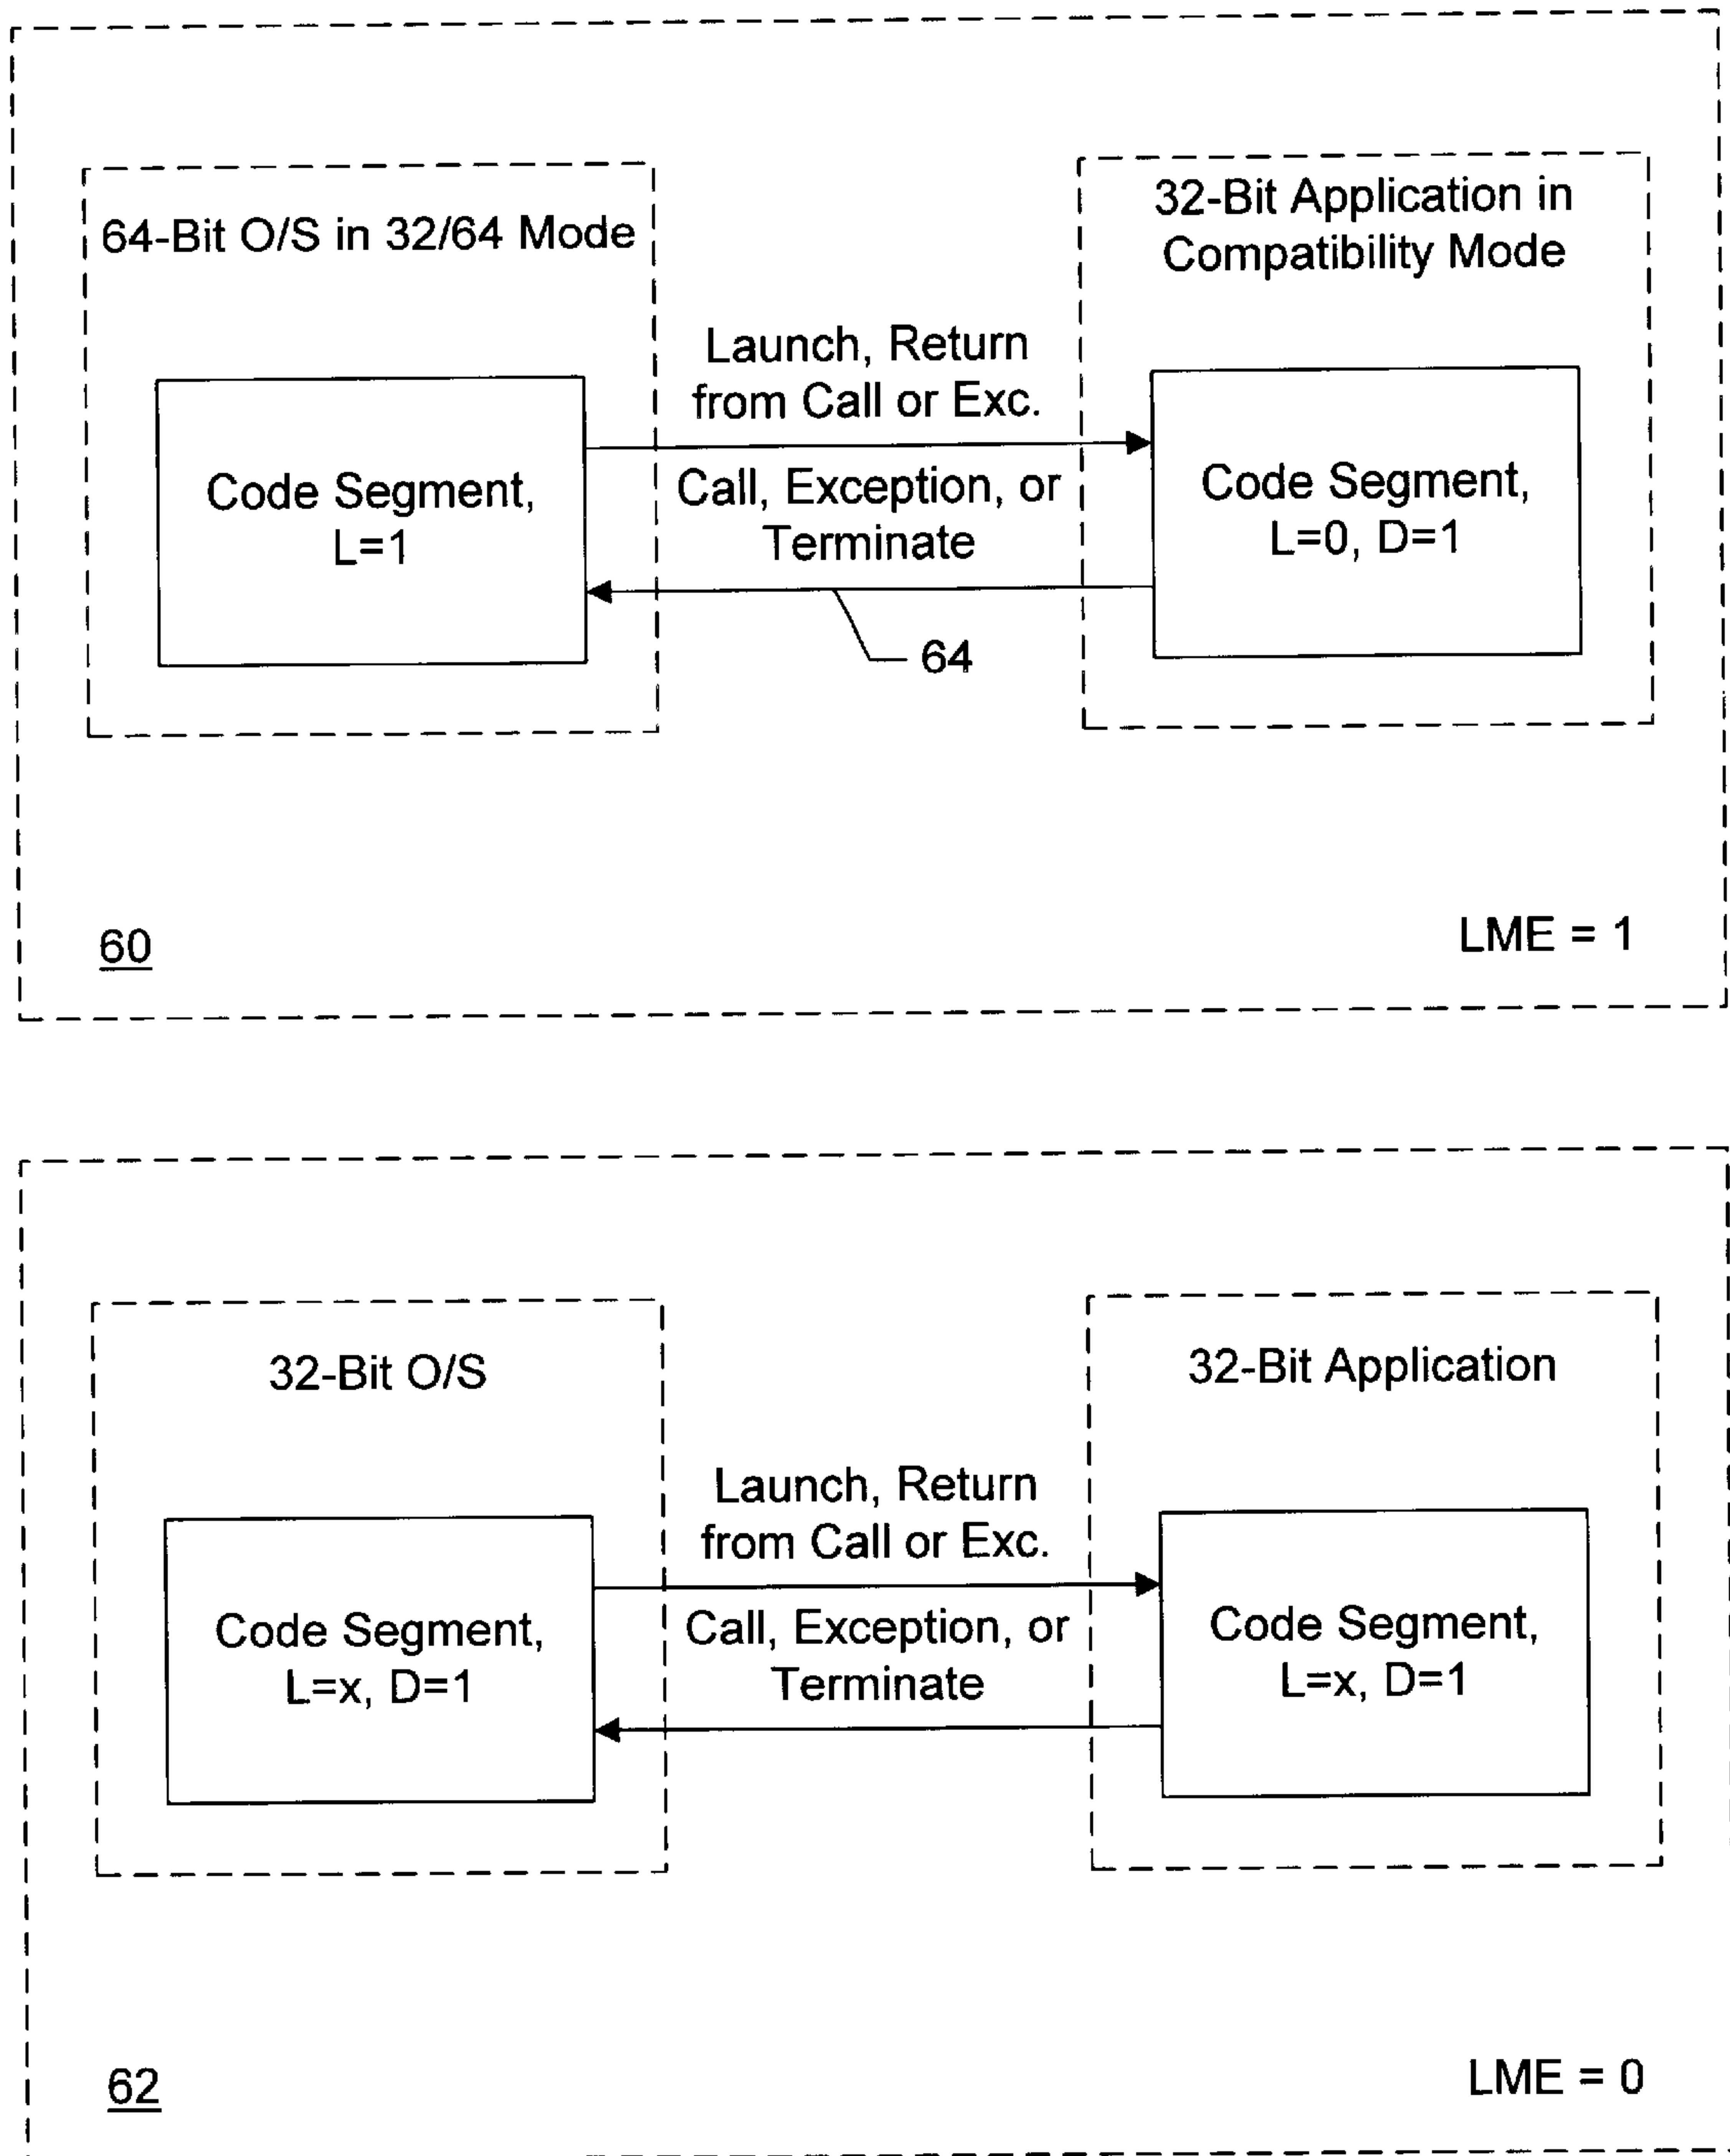 64-Bit O/S in 32/64 Mode
32-Bit Application in
Compatibility Mode
Launch, Return
from Call or Exc.
Code Segment,
L=1
Call, Exception, or
Terminate
Code Segment,
L=0, D=1
64
60
LME = 1
32-Bit O/S
32-Bit Application
Launch, Return
from Call or Exc.
Code Segment,
L=x, D=1
Call, Exception, or
Terminate
Code Segment,
L=x, D=1
62
LME = 0